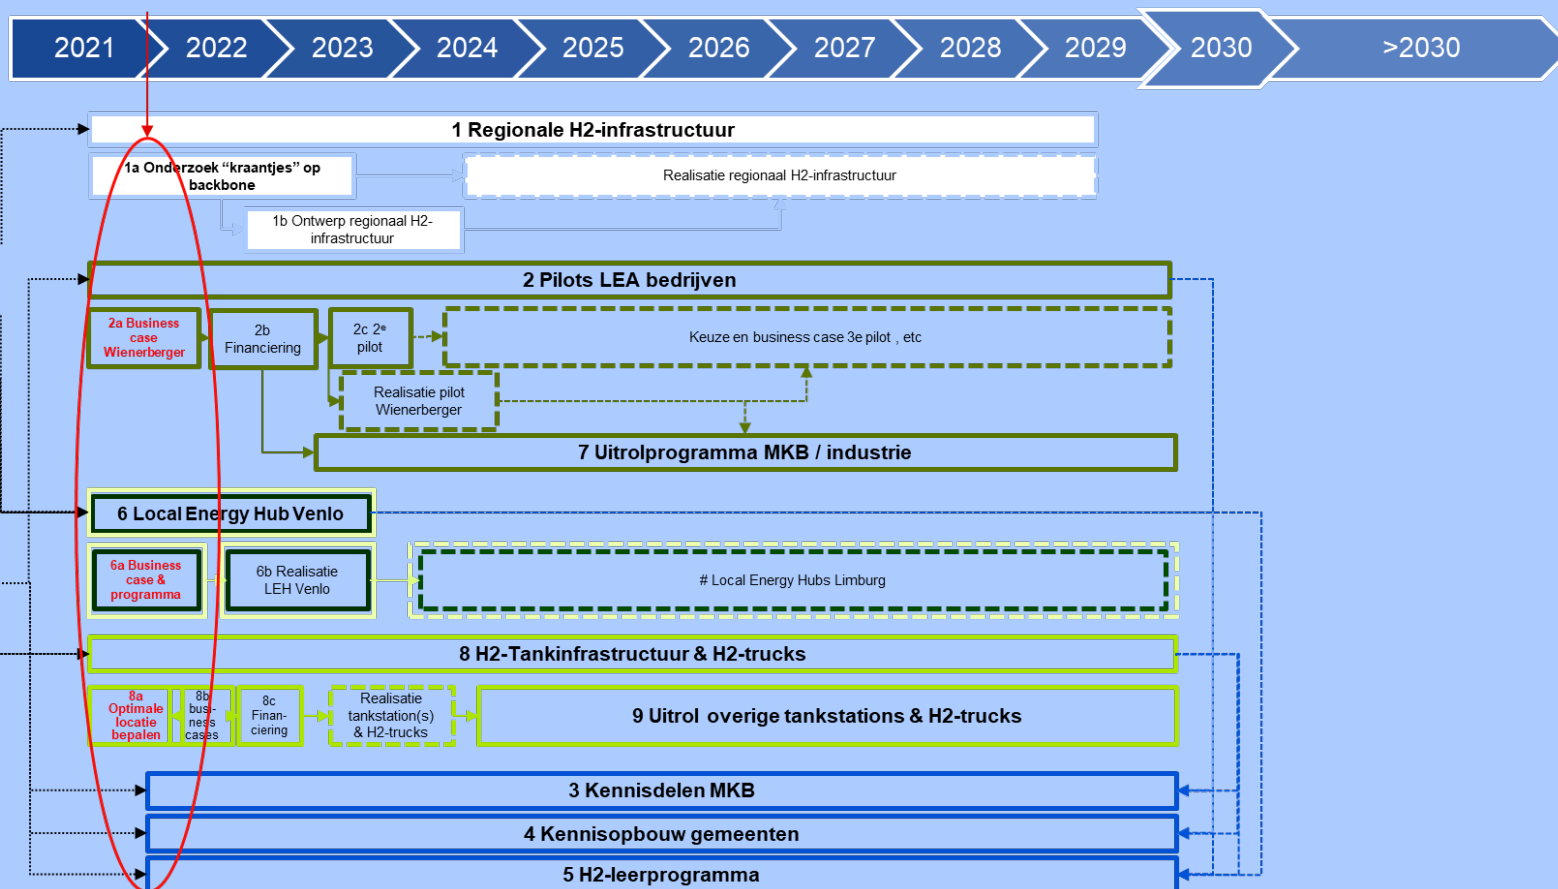 2021 2022 2023 2024 2025 2026 2027 2028 2029 2030 >2030
1 Regionale H2-infrastructuur
1a Onderzoek “kraantjes” op
backbone
Realisatie regionaal H2-infrastructuur
1b Ontwerp regionaal H2-
infrastructuur
2 Pilots LEA bedrijven
2a Business
case
Wienerberger
2b
Financiering
2c 2e
pilot
Keuze en business case 3e pilot , etc
Realisatie pilot
Wienerberger
7 Uitrolprogramma MKB / industrie
6 Local Energy Hub Venlo
6a Business
case &
programma
6b Realisatie
LEH Venlo
# Local Energy Hubs Limburg
8 H2-Tankinfrastructuur & H2-trucks
8a
Optimale
locatie
bepalen
8b
busi-
ness
cases
8c
Finan-
ciering
Realisatie
tankstation(s)
& H2-trucks
9 Uitrol overige tankstations & H2-trucks
3 Kennisdelen MKB
4 Kennisopbouw gemeenten
5 H2-leerprogramma